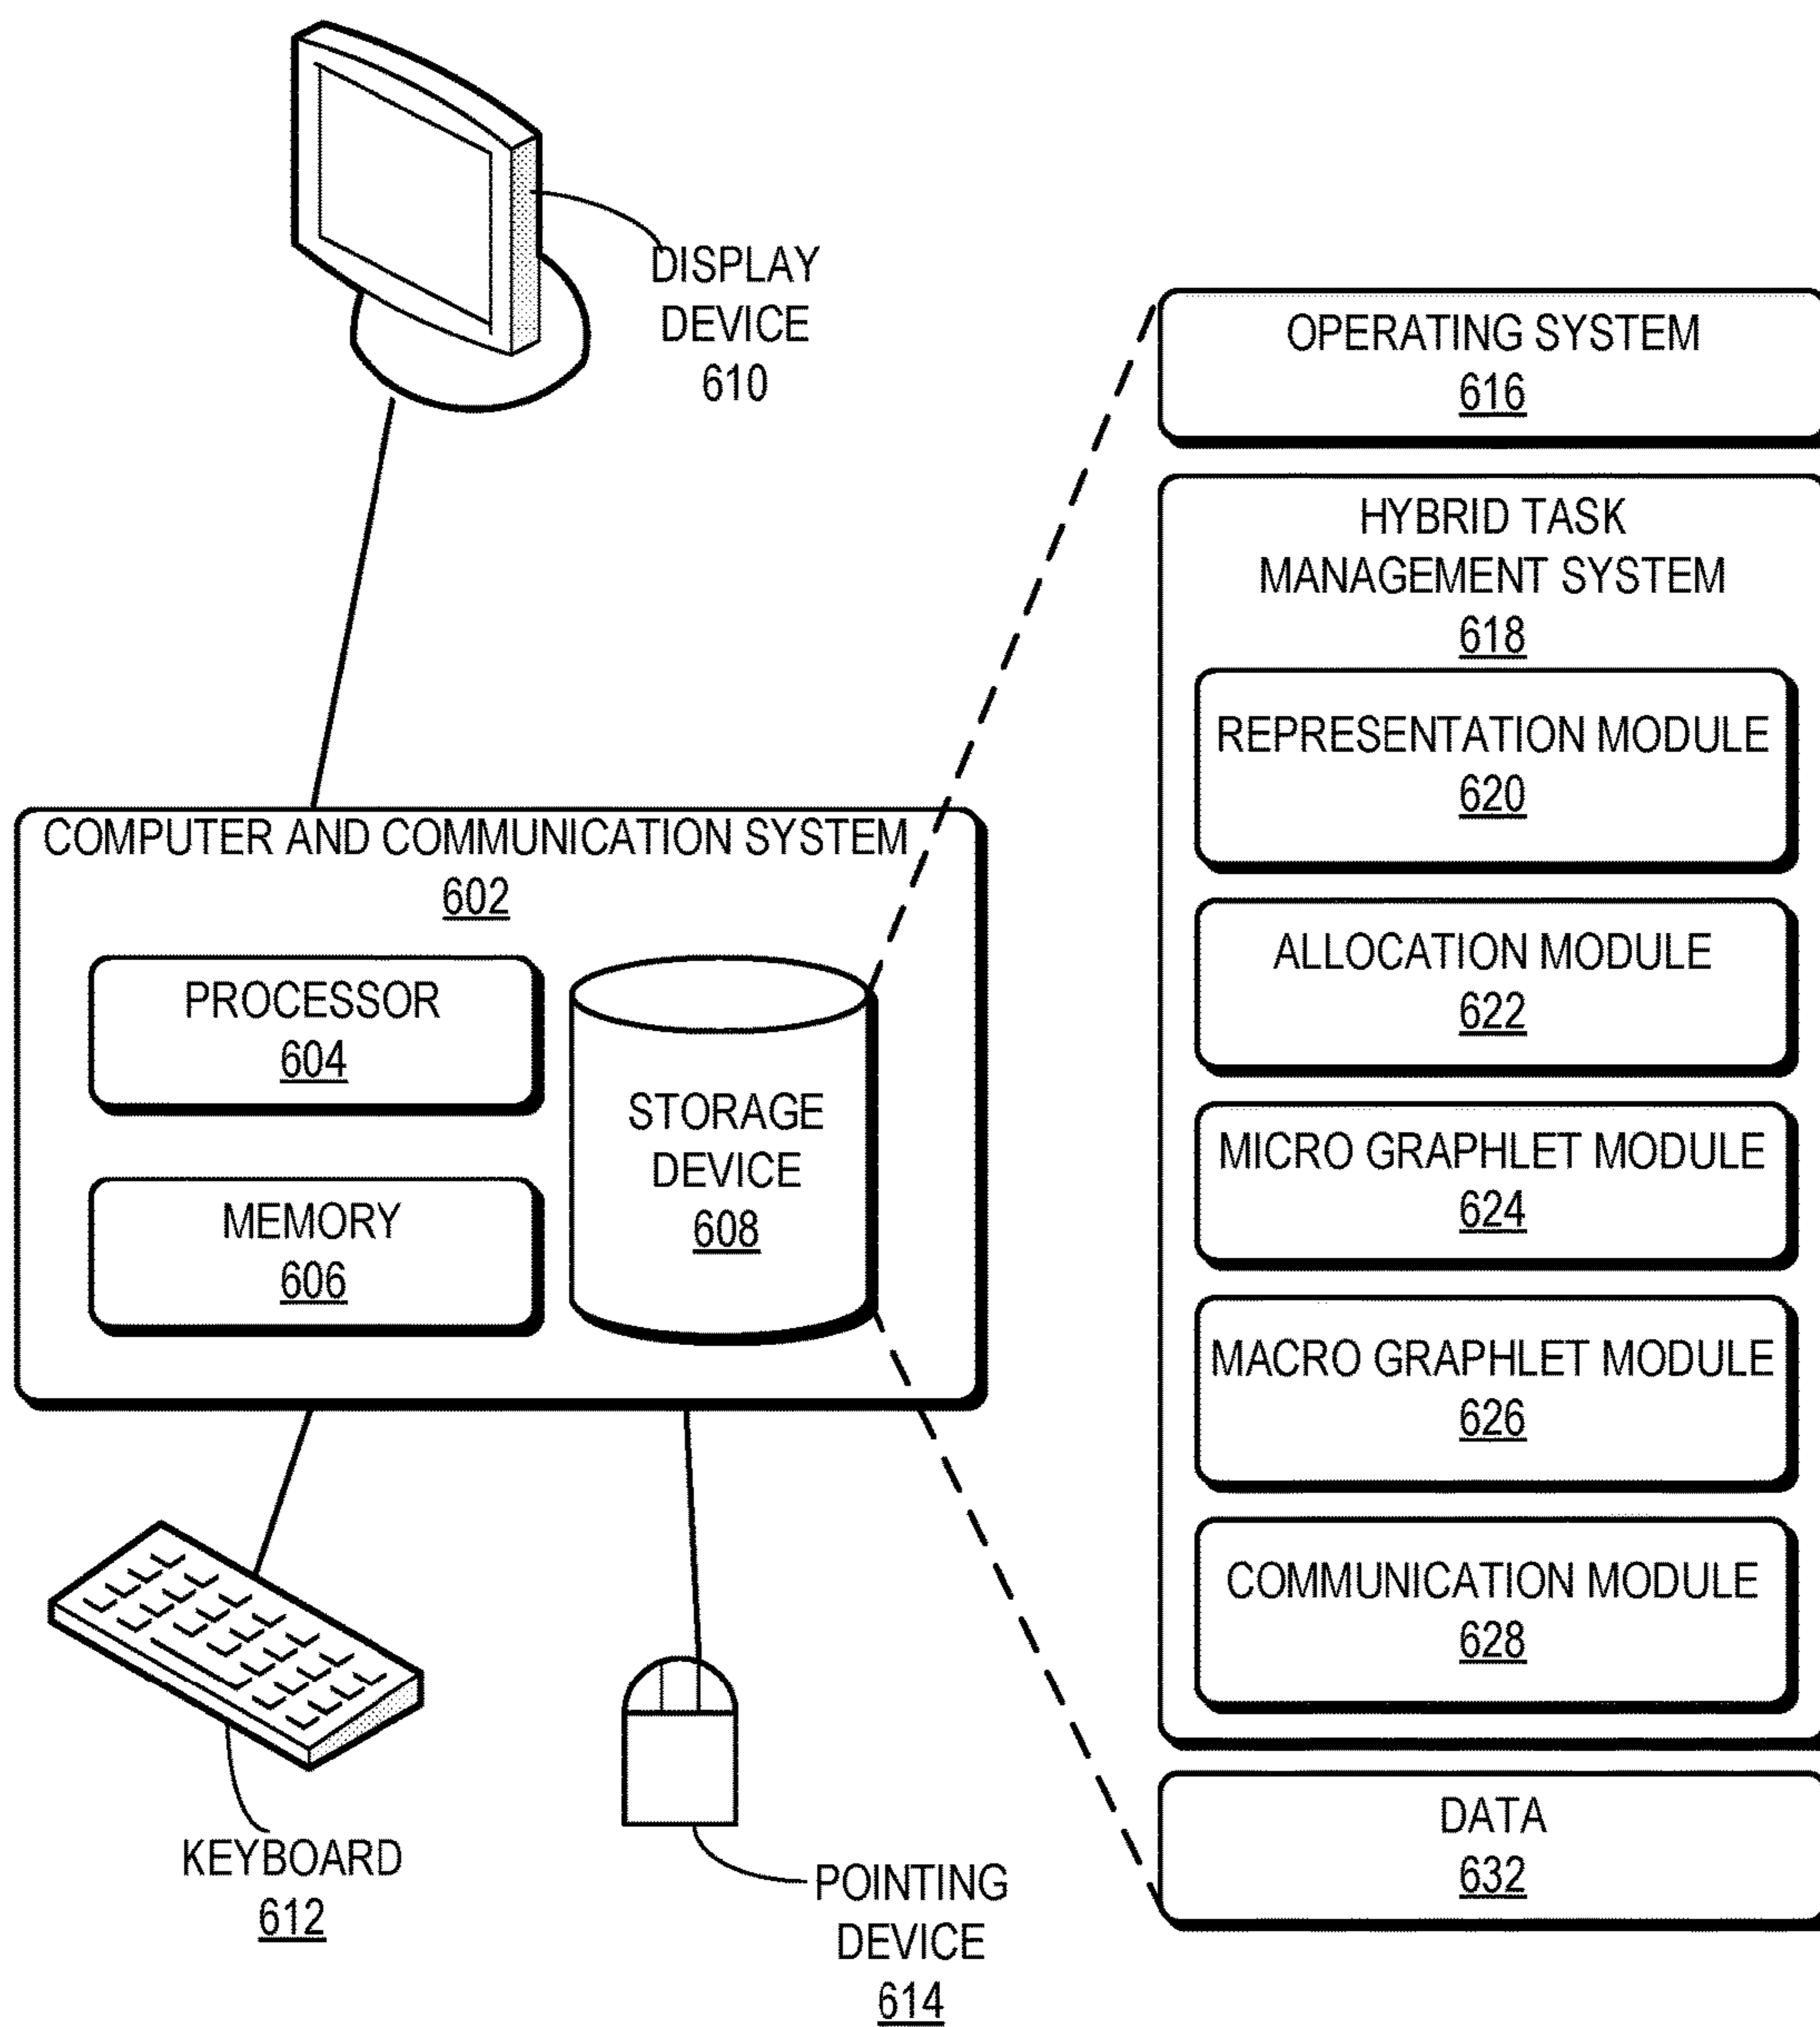 DISPLAY
DEVICE
610
COMPUTER AND COMMUNICATION SYSTEM
602
PROCESSOR
604
MEMORY
606
STORAGE
DEVICE
608
KEYBOARD
612
POINTING
DEVICE
614
OPERATING SYSTEM
616
HYBRID TASK
MANAGEMENT SYSTEM
618
REPRESENTATION MODULE
620
ALLOCATION MODULE
622
MICRO GRAPHLET MODULE
624
MACRO GRAPHLET MODULE
626
COMMUNICATION MODULE
628
DATA
632